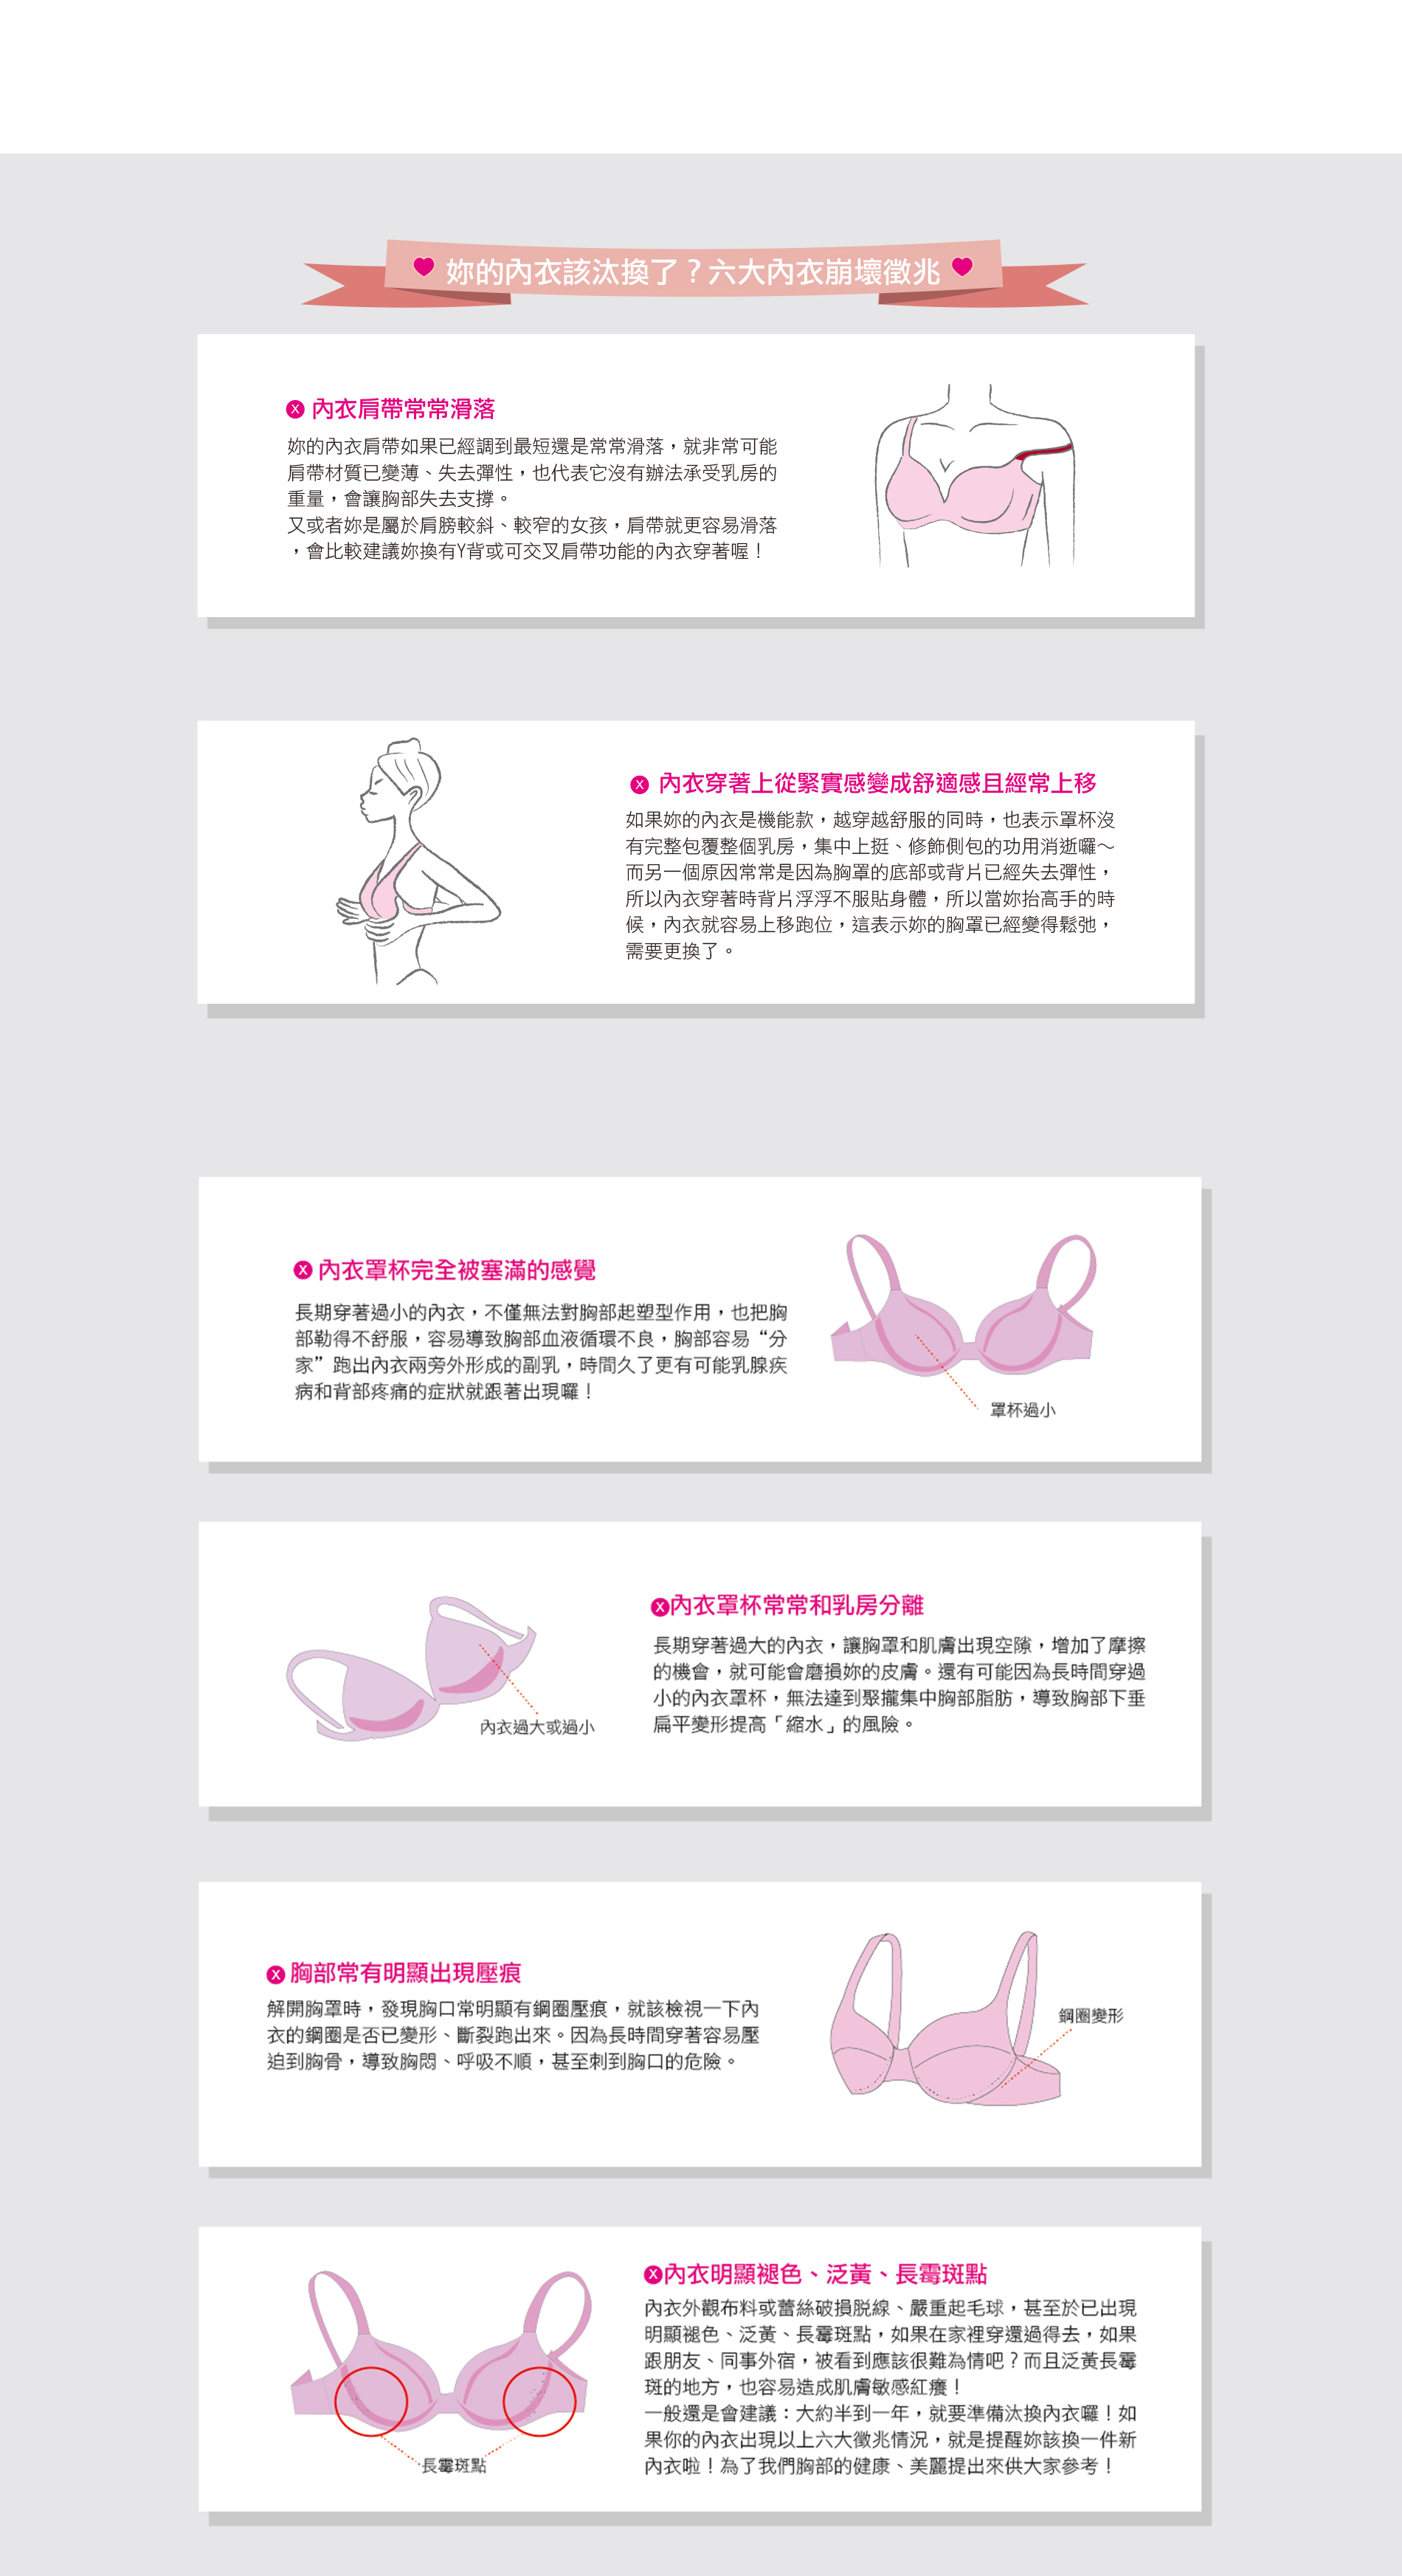 妳的內衣該汰換了？六大內衣崩壞徵兆
x 內衣肩帶常常滑落
妳的內衣肩帶如果已經調到最短還是常常滑落，就非常可能
肩帶材質已變薄、失去彈性，也代表它沒有辦法承受乳房的
重量，會讓胸部失去支撐。
又或者妳是屬於肩膀較斜、較窄的女孩，肩帶就更容易滑落
，會比較建議妳換有Y背或可交叉肩帶功能的內衣穿著喔！
x 內衣穿著上從緊實感變成舒適感且經常上移
如果妳的內衣是機能款，越穿越舒服的同時，也表示罩杯沒
有完整包覆整個乳房，集中上挺、修飾側包的功用消逝囉～
而另一個原因常常是因為胸罩的底部或背片已經失去彈性，
所以內衣穿著時背片浮浮不服貼身體，所以當妳抬高手的時
候，內衣就容易上移跑位，這表示妳的胸罩已經變得鬆弛，
需要更換了。
x 內衣罩杯完全被塞滿的感覺
長期穿著過小的內衣，不僅無法對胸部起塑型作用，也把胸
部勒得不舒服，容易導致胸部血液循環不良，胸部容易“分
家”跑出內衣兩旁外形成的副乳，時間久了更有可能乳腺疾
病和背部疼痛的症狀就跟著出現囉！
罩杯過小
x內衣罩杯常常和乳房分離
長期穿著過大的內衣，讓胸罩和肌膚出現空隙，增加了摩擦
的機會，就可能會磨損妳的皮膚。還有可能因為長時間穿過
小的內衣罩杯，無法達到聚攏集中胸部脂肪，導致胸部下垂
扁平變形提高「縮水」的風險。
內衣過大或過小
x 胸部常有明顯出現壓痕
解開胸罩時，發現胸口常明顯有鋼圈壓痕，就該檢視一下內
衣的鋼圈是否已變形、斷裂跑出來。因為長時間穿著容易壓
迫到胸骨，導致胸悶、呼吸不順，甚至刺到胸口的危險。
鋼圈變形
x內衣明顯褪色、泛黃、長霉斑點
內衣外觀布料或蕾絲破損脫線、嚴重起毛球，甚至於已出現
明顯褪色、泛黃、長霉斑點，如果在家裡穿還過得去，如果
跟朋友、同事外宿，被看到應該很難為情吧？而且泛黃長霉
斑的地方，也容易造成肌膚敏感紅癢！
一般還是會建議：大約半到一年，就要準備汰換內衣囉！如
果你的內衣出現以上六大徵兆情況，就是提醒妳該換一件新
內衣啦！為了我們胸部的健康、美麗提出來供大家參考！
長霉斑點